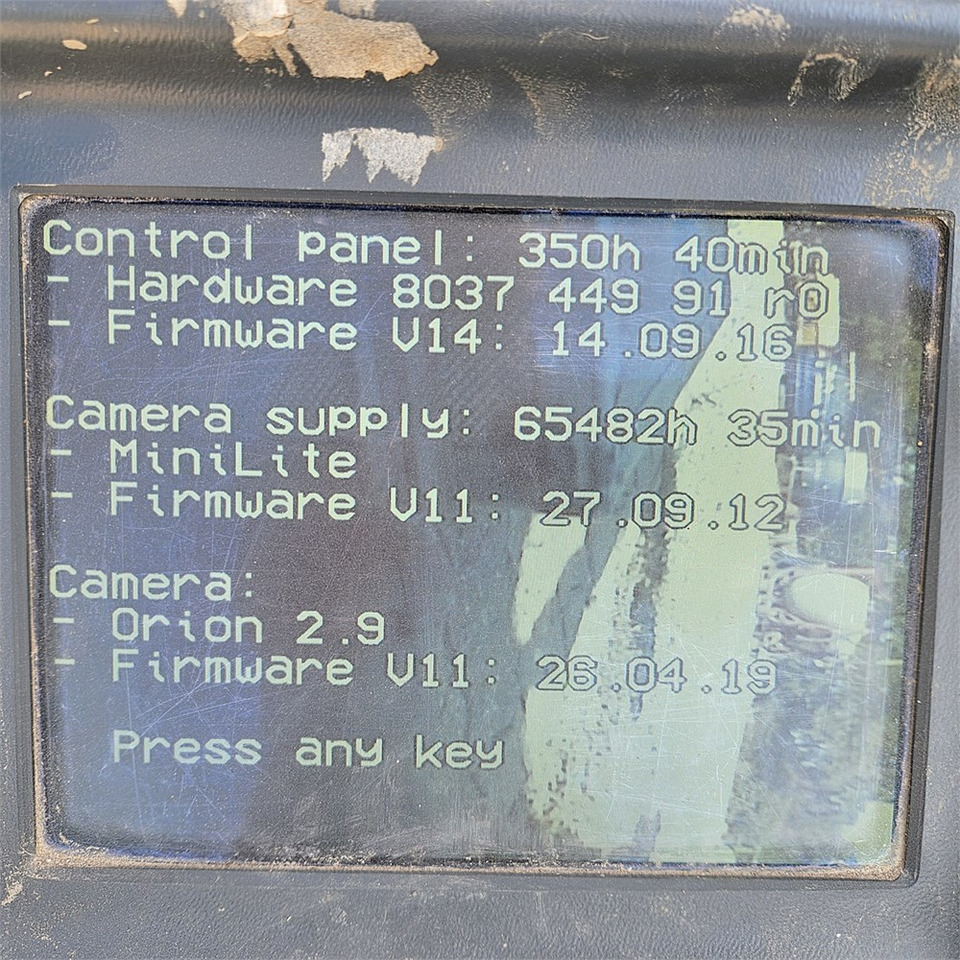 Control panel: 350h 40min
- Hardware 8037 449 91 r0
- Firmware V14: 14.09.16
Camera supply: 65482h 35min
- MiniLite
- Firmware V11: 27.09.12
Camera:
- Orion 2.9
- Firmware V11: 26.04.19
Press any key